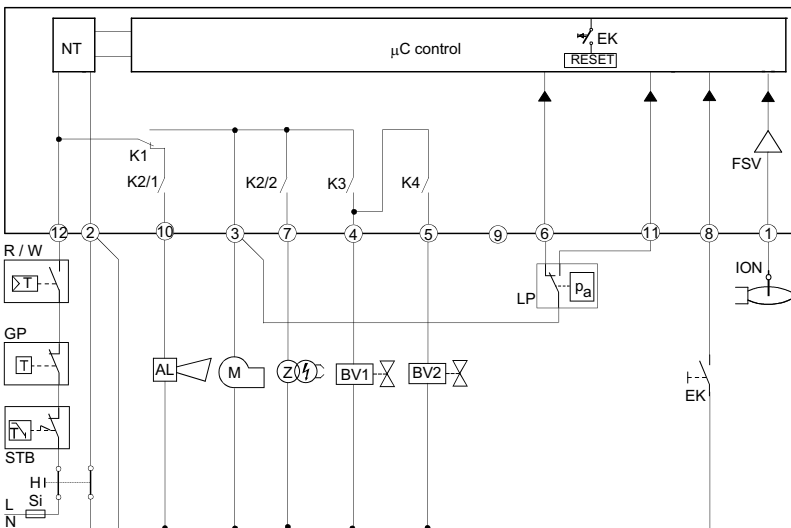 NT
μC control
EK
RESET
K1
K2/1
K2/2
K3
K4
FSV
12
2
10
3
7
4
5
9
6
11
8
1
R / W
T
LP
pa
ION
GP
T
AL
M
Z
BV1
BV2
EK
T
STB
H
Si
L
N